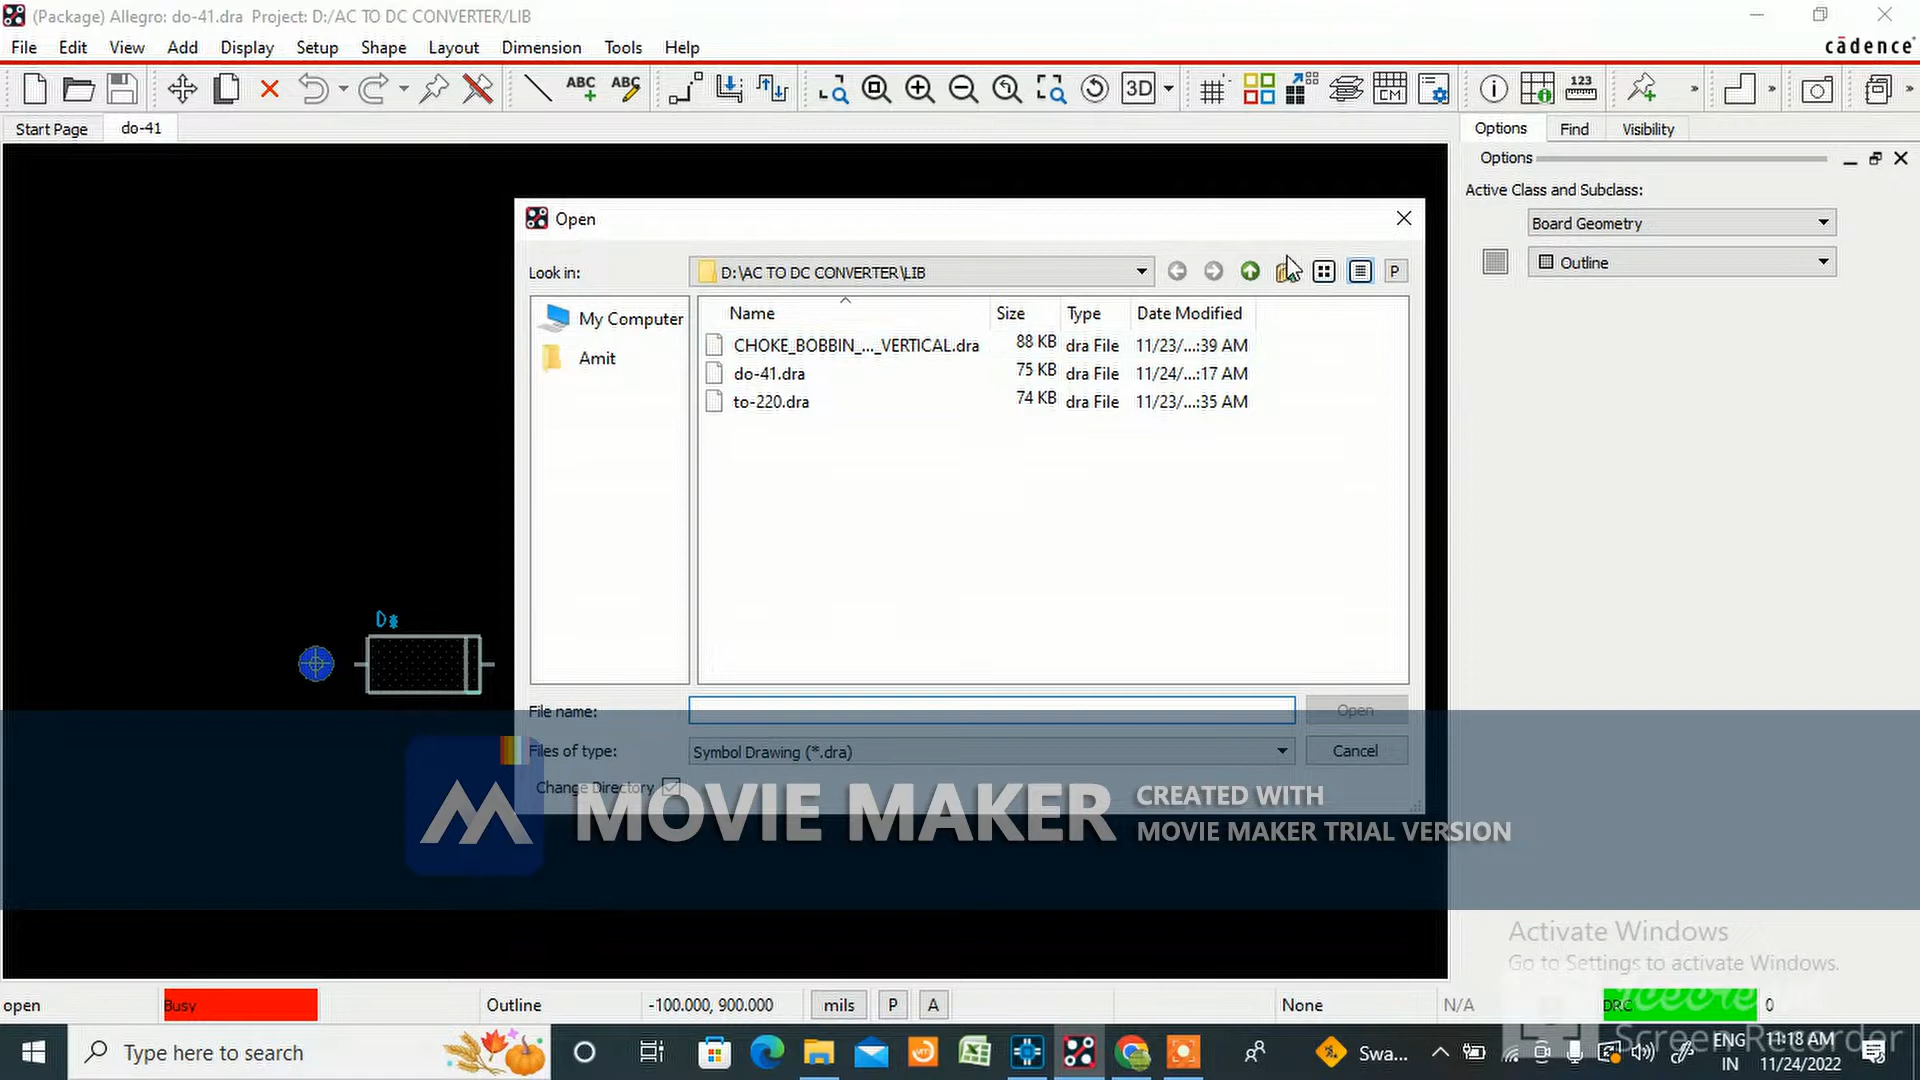 (Package) Allegro: do-41.dra Project: D:/AC TO DC CONVERTER/LIB
File Edit View Add Display Setup Shape Layout Dimension Tools Help
cādence
ABC ABC 3D CM 123
Start Page do-41
Options Find Visibility
Options
Active Class and Subclass:
Board Geometry
Outline
Open
Look in: D:\AC TO DC CONVERTER\LIB P
My Computer
Amit
Name Size Type Date Modified
CHOKE_BOBBIN_..._VERTICAL.dra 88 KB dra File 11/23/...:39 AM
do-41.dra 75 KB dra File 11/24/...:17 AM
to-220.dra 74 KB dra File 11/23/...:35 AM
D*
File name: Open
Files of type: Symbol Drawing (*.dra) Cancel
Change Directory
MOVIE MAKER
CREATED WITH
MOVIE MAKER TRIAL VERSION
Activate Windows
Go to Settings to activate Windows.
open Busy Outline -100.000, 900.000 mils P A None N/A DRC 0
Screen Recorder
Type here to search
Swa...
ENG
IN
11:18 AM
11/24/2022